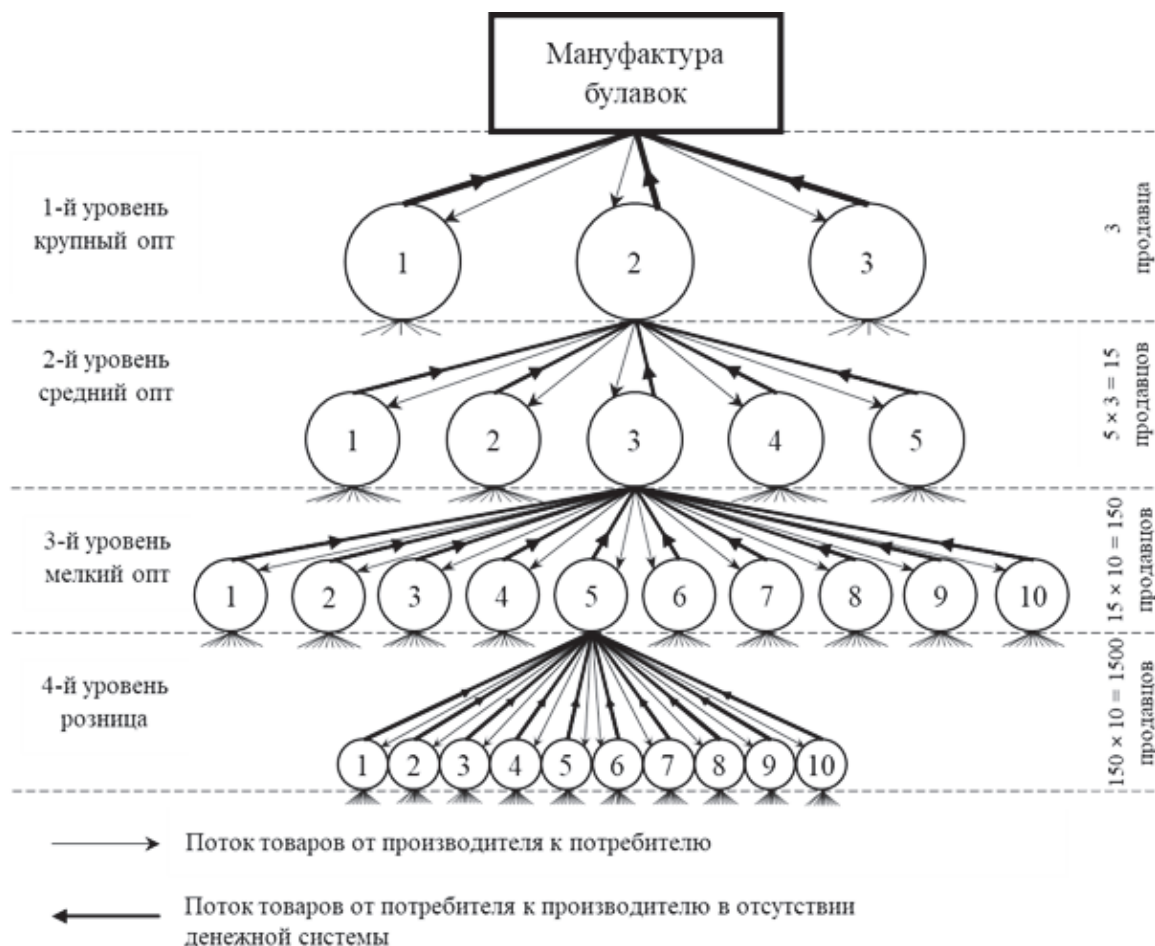 Мануфактура
булавок
1-й уровень
крупный опт
1
2
3
3
продавца
2-й уровень
средний опт
1
2
3
4
5
5 × 3 = 15
продавцов
3-й уровень
мелкий опт
1
2
3
4
5
6
7
8
9
10
15 × 10 = 150
продавцов
4-й уровень
розница
1
2
3
4
5
6
7
8
9
10
150 × 10 = 1500
продавцов
Поток товаров от производителя к потребителю
Поток товаров от потребителя к производителю в отсутствии
денежной системы